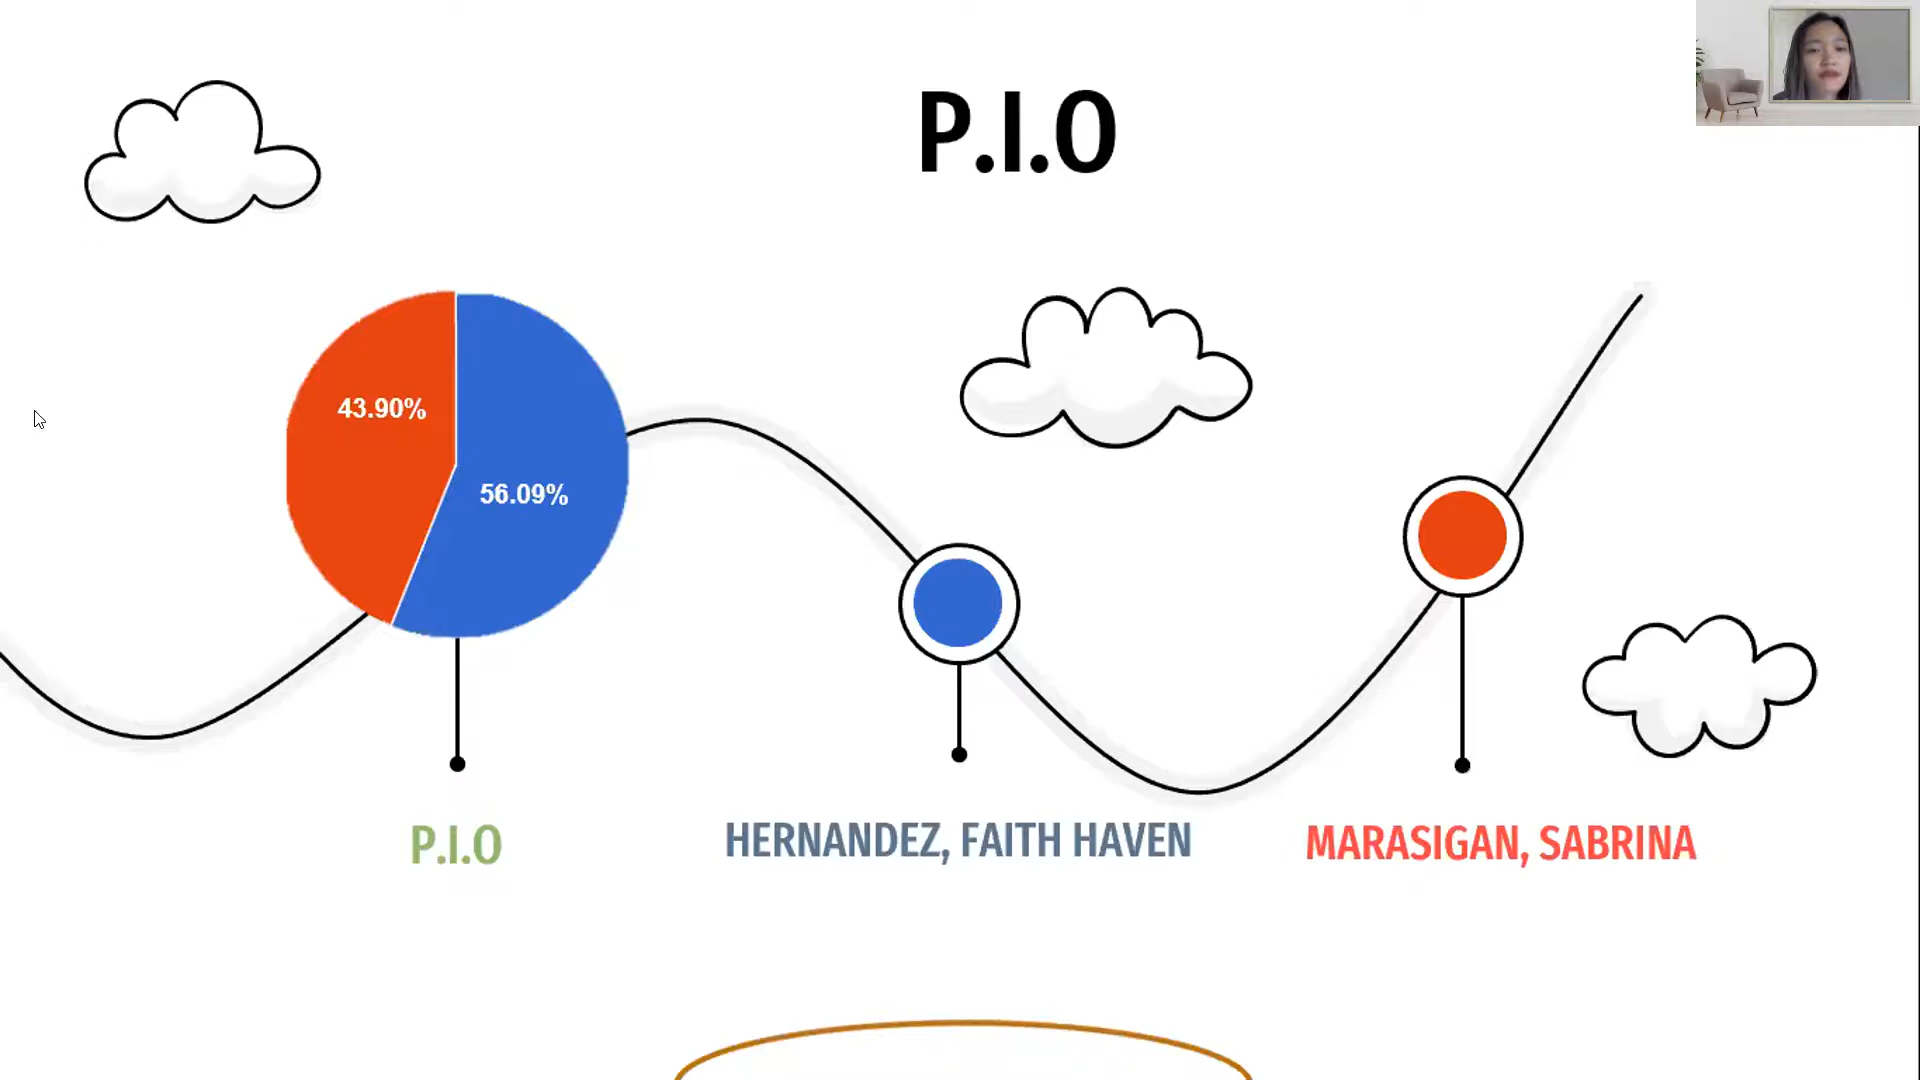 P.I.O
43.90%
56.09%
P.I.O
HERNANDEZ, FAITH HAVEN
MARASIGAN, SABRINA